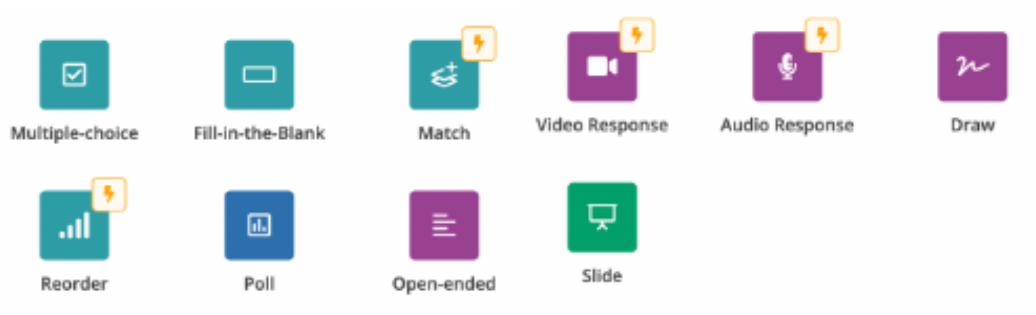 Multiple-choice
Fill-in-the-Blank
Match
Video Response
Audio Response
Draw
Reorder
Poll
Open-ended
Slide